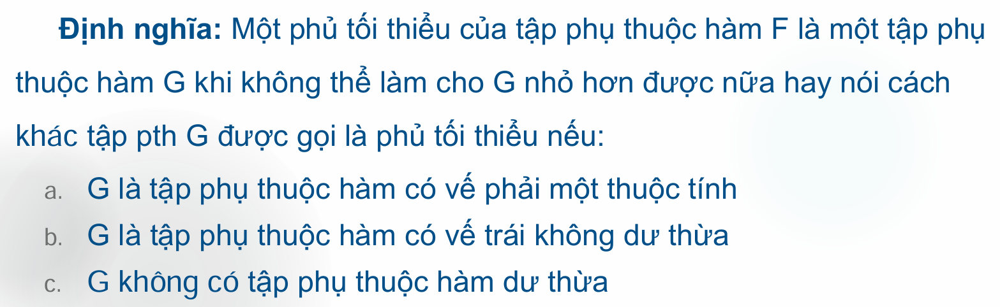 Định nghĩa: Một phủ tối thiểu của tập phụ thuộc hàm F là một tập phụ
thuộc hàm G khi không thể làm cho G nhỏ hơn được nữa hay nói cách
khác tập pth G được gọi là phủ tối thiểu nếu:
a. G là tập phụ thuộc hàm có vế phải một thuộc tính
b. G là tập phụ thuộc hàm có vế trái không dư thừa
c. G không có tập phụ thuộc hàm dư thừa